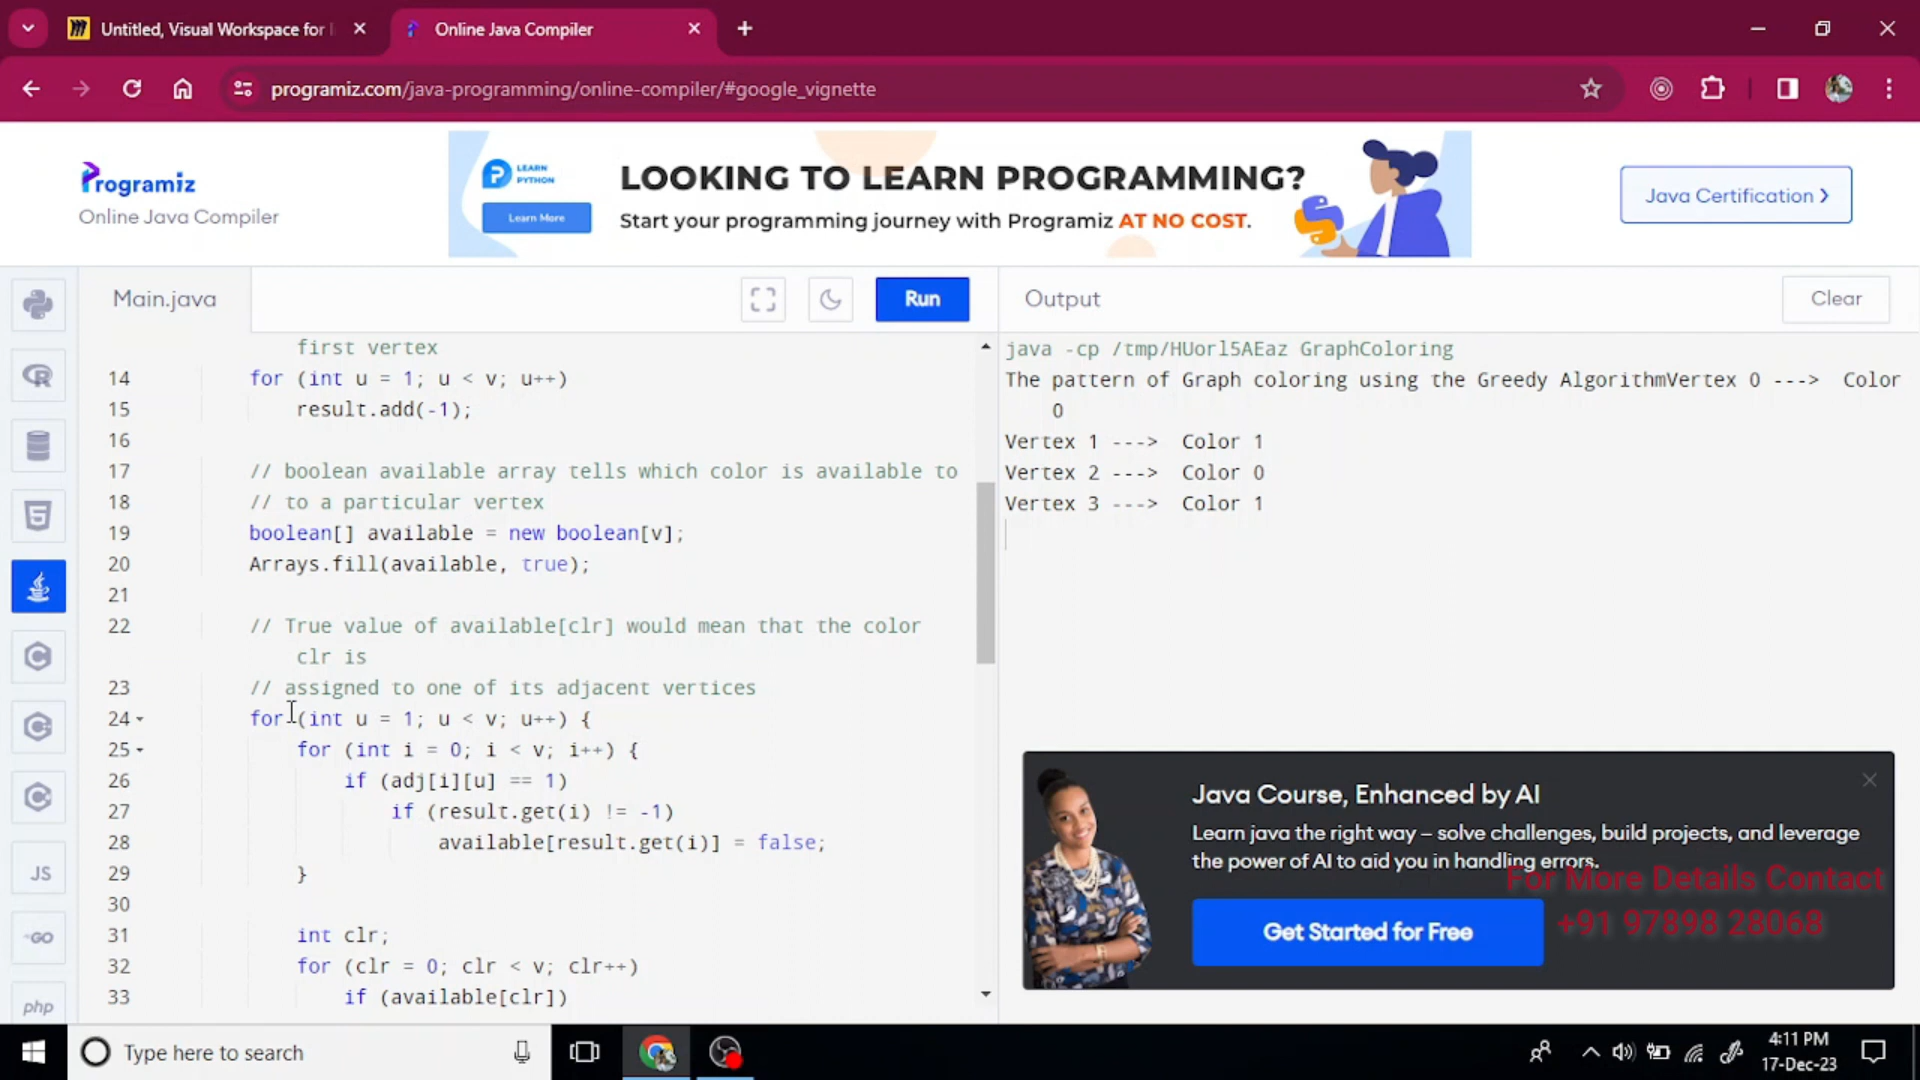 Untitled, Visual Workspace for
Online Java Compiler
programiz.com/java-programming/online-compiler/#google_vignette
Programiz
Online Java Compiler
LEARN
PYTHON
Learn More
LOOKING TO LEARN PROGRAMMING?
Start your programming journey with Programiz AT NO COST.
Java Certification
Main.java
Run
Output
Clear
first vertex
14 for (int u = 1; u < v; u++)
15 result.add(-1);
16
17 // boolean available array tells which color is available to
18 // to a particular vertex
19 boolean[] available = new boolean[v];
20 Arrays.fill(available, true);
21
22 // True value of available[clr] would mean that the color
clr is
23 // assigned to one of its adjacent vertices
24 for (int u = 1; u < v; u++) {
25 for (int i = 0; i < v; i++) {
26 if (adj[i][u] == 1)
27 if (result.get(i) != -1)
28 available[result.get(i)] = false;
29 }
30
31 int clr;
32 for (clr = 0; clr < v; clr++)
33 if (available[clr])
java -cp /tmp/HUorl5AEaz GraphColoring
The pattern of Graph coloring using the Greedy AlgorithmVertex 0 ---> Color
0
Vertex 1 ---> Color 1
Vertex 2 ---> Color 0
Vertex 3 ---> Color 1
Java Course, Enhanced by AI
Learn java the right way – solve challenges, build projects, and leverage
the power of AI to aid you in handling errors.
Get Started for Free
For More Details Contact
+91 97898 28068
JS
GO
php
Type here to search
4:11 PM
17-Dec-23